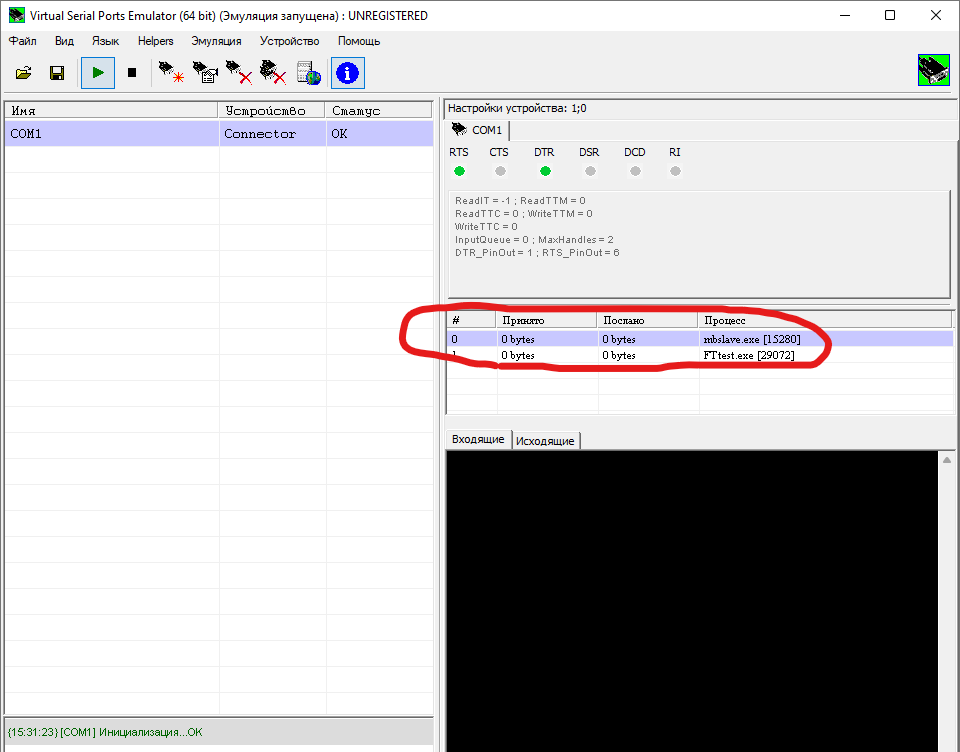 Virtual Serial Ports Emulator (64 bit) (Эмуляция запущена) : UNREGISTERED
Файл Вид Язык Helpers Эмуляция Устройство Помощь
Имя Устройство Статус
COM1 Connector OK
Настройки устройства: 1;0
COM1
RTS CTS DTR DSR DCD RI
ReadIT = -1 ; ReadTTM = 0
ReadTTC = 0 ; WriteTTM = 0
WriteTTC = 0
InputQueue = 0 ; MaxHandles = 2
DTR_PinOut = 1 ; RTS_PinOut = 6
# Принято Послано Процесс
0 0 bytes 0 bytes mbslave.exe [15280]
1 0 bytes 0 bytes FTtest.exe [29072]
Входящие Исходящие
{15:31:23} [COM1] Инициализация...OK